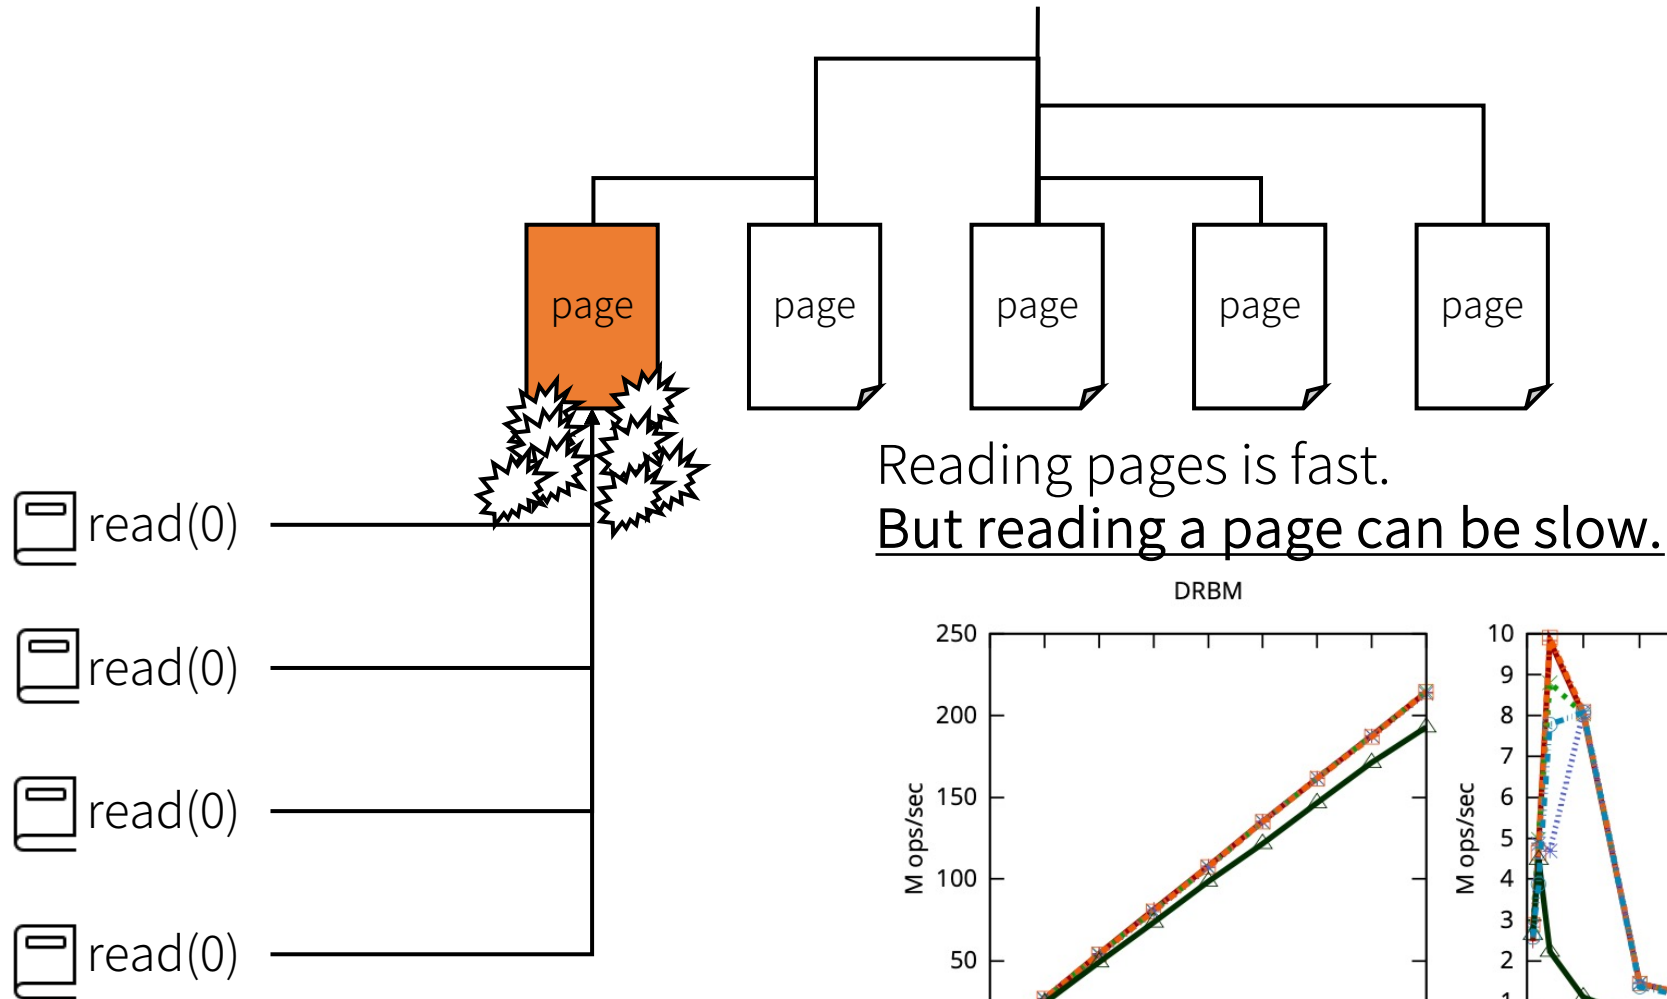 page
page
page
page
page
Reading pages is fast.
But reading a page can be slow.
read(0)
read(0)
read(0)
read(0)
DRBM
250
200
150
100
50
M ops/sec
10
9
8
7
6
5
4
3
2
1
M ops/sec